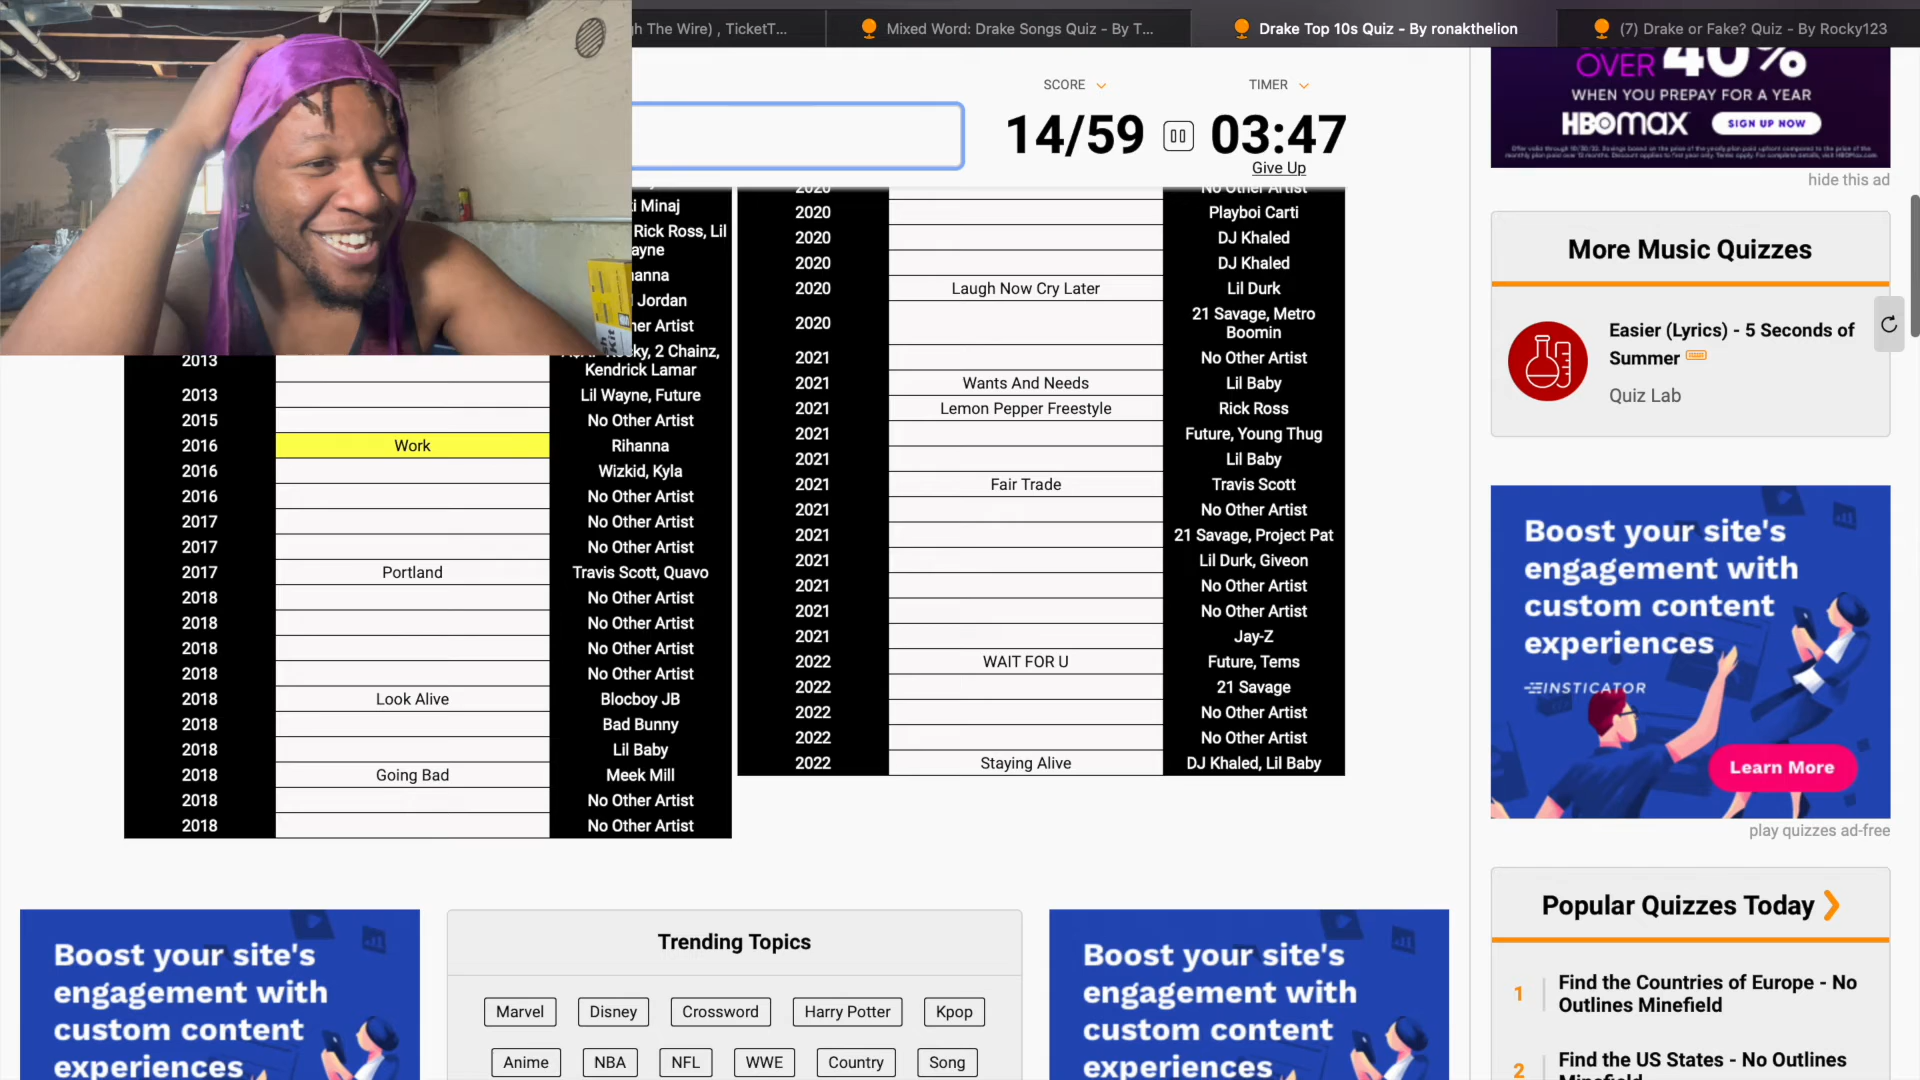 gh The Wire) , TicketT...
Mixed Word: Drake Songs Quiz - By T...
Drake Top 10s Quiz - By ronakthelion
(7) Drake or Fake? Quiz - By Rocky123
SCORE
TIMER
14/59
03:47
Give Up
OVER 40%
WHEN YOU PREPAY FOR A YEAR
HBOMAX SIGN UP NOW
hide this ad
i Minaj
Rick Ross, Lil
ayne
anna
Jordan
er Artist
2013 ky, 2 Chainz,
Kendrick Lamar
2013 Lil Wayne, Future
2015 No Other Artist
2016 Work Rihanna
2016 Wizkid, Kyla
2016 No Other Artist
2017 No Other Artist
2017 No Other Artist
2017 Portland Travis Scott, Quavo
2018 No Other Artist
2018 No Other Artist
2018 No Other Artist
2018 No Other Artist
2018 Look Alive Blocboy JB
2018 Bad Bunny
2018 Lil Baby
2018 Going Bad Meek Mill
2018 No Other Artist
2018 No Other Artist
2020 No Other Artist
2020 Playboi Carti
2020 DJ Khaled
2020 DJ Khaled
2020 Laugh Now Cry Later Lil Durk
2020 21 Savage, Metro
Boomin
2021 No Other Artist
2021 Wants And Needs Lil Baby
2021 Lemon Pepper Freestyle Rick Ross
2021 Future, Young Thug
2021 Lil Baby
2021 Fair Trade Travis Scott
2021 No Other Artist
2021 21 Savage, Project Pat
2021 Lil Durk, Giveon
2021 No Other Artist
2021 No Other Artist
2021 Jay-Z
2022 WAIT FOR U Future, Tems
2022 21 Savage
2022 No Other Artist
2022 No Other Artist
2022 Staying Alive DJ Khaled, Lil Baby
More Music Quizzes
Easier (Lyrics) - 5 Seconds of
Summer
Quiz Lab
Boost your site's
engagement with
custom content
experiences
INSTICATOR
Learn More
play quizzes ad-free
Popular Quizzes Today
1 Find the Countries of Europe - No
Outlines Minefield
2 Find the US States - No Outlines
Boost your site's
engagement with
custom content
experiences
Trending Topics
Marvel Disney Crossword Harry Potter Kpop
Anime NBA NFL WWE Country Song
Boost your site's
engagement with
custom content
experiences